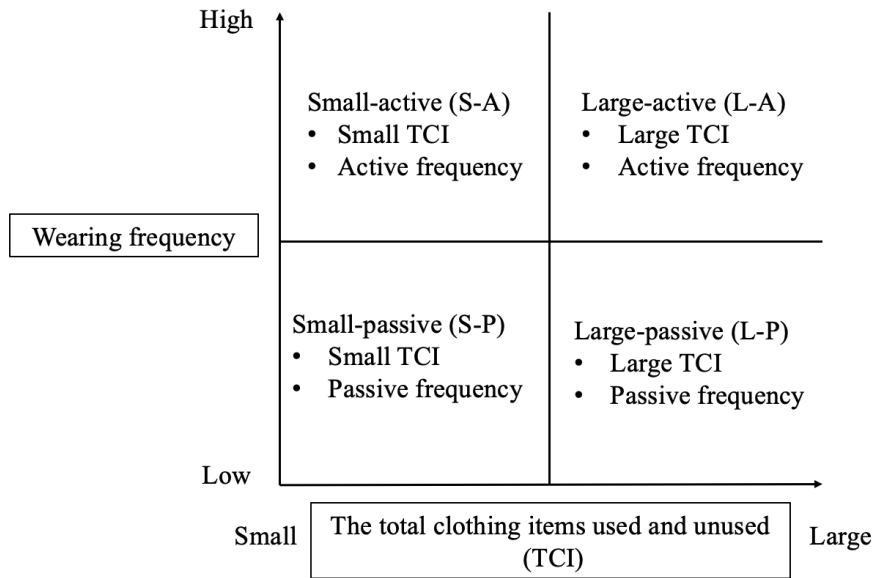 High
Small-active (S-A)
• Small TCI
• Active frequency
Large-active (L-A)
• Large TCI
• Active frequency
Wearing frequency
Small-passive (S-P)
• Small TCI
• Passive frequency
Large-passive (L-P)
• Large TCI
• Passive frequency
Low
Small
The total clothing items used and unused
(TCI)
Large